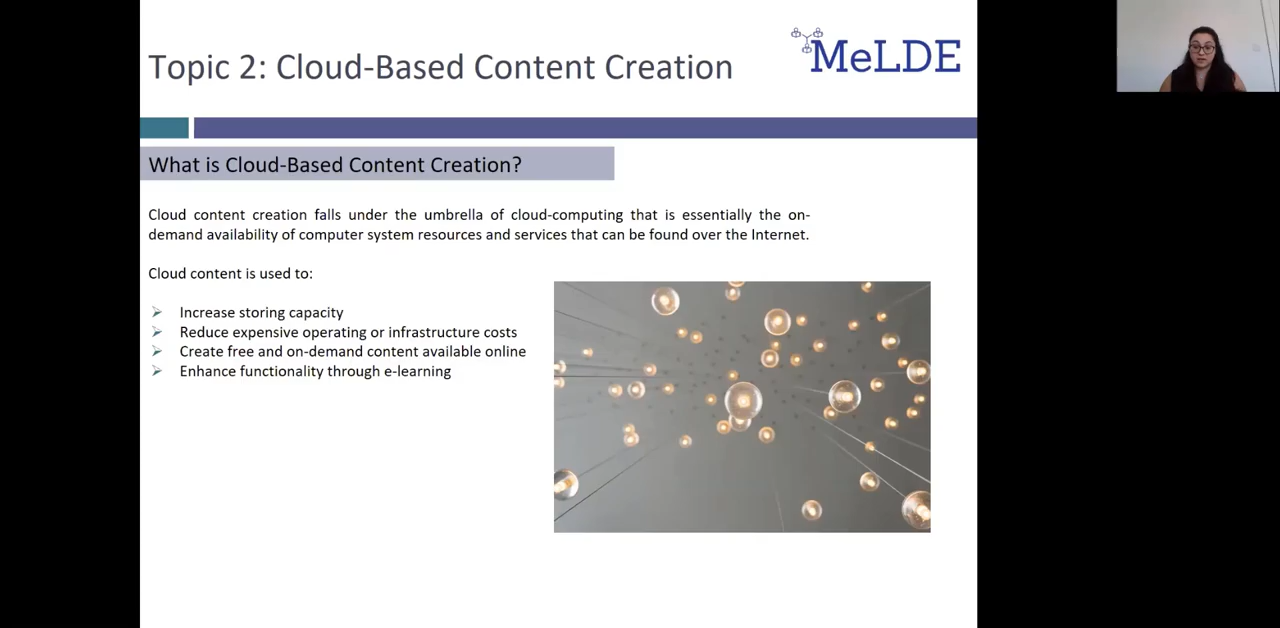 Topic 2: Cloud-Based Content Creation
MeLDE
What is Cloud-Based Content Creation?
Cloud content creation falls under the umbrella of cloud-computing that is essentially the on-
demand availability of computer system resources and services that can be found over the Internet.
Cloud content is used to:
Increase storing capacity
Reduce expensive operating or infrastructure costs
Create free and on-demand content available online
Enhance functionality through e-learning